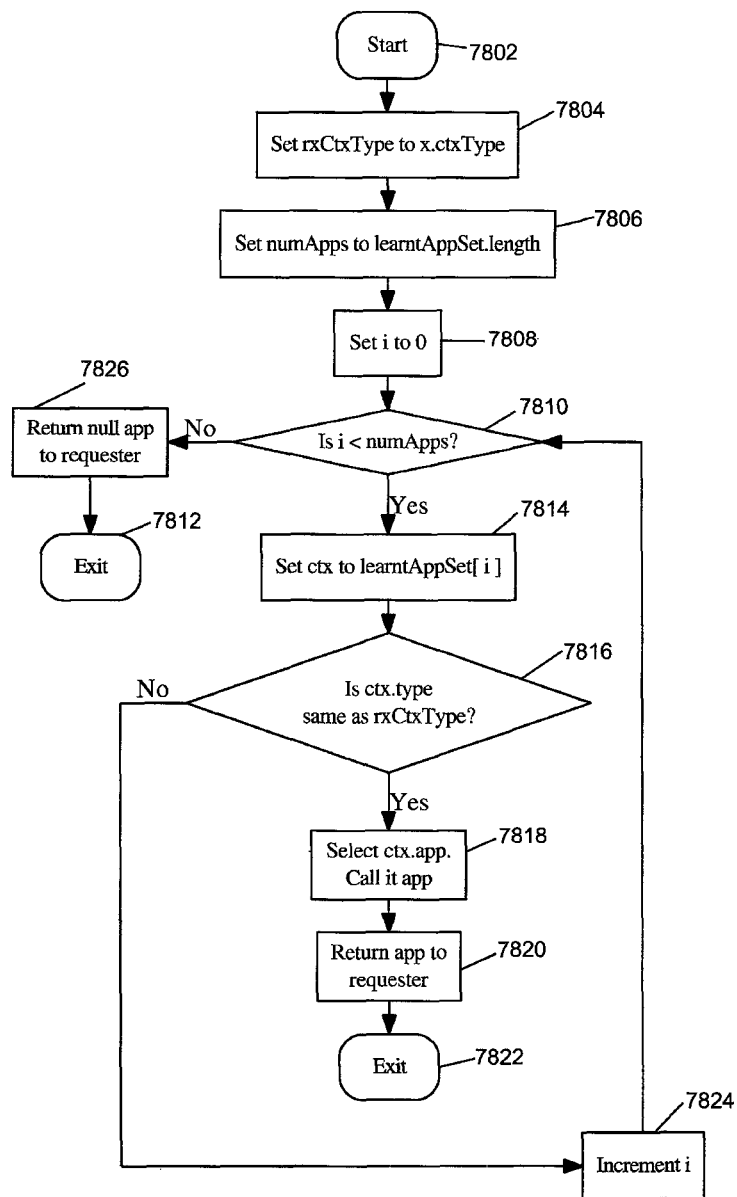 Start
7802
7804
Set rxCtxType to x.ctxType
7806
Set numApps to learntAppSet.length
Set i to 0
7808
7826
7810
Return null app
to requester
No
Is i < numApps?
Yes
7812
7814
Exit
Set ctx to learntAppSet[ i ]
7816
No
Is ctx.type
same as rxCtxType?
Yes
7818
Select ctx.app.
Call it app
Return app to
requester
7820
Exit
7822
7824
Increment i